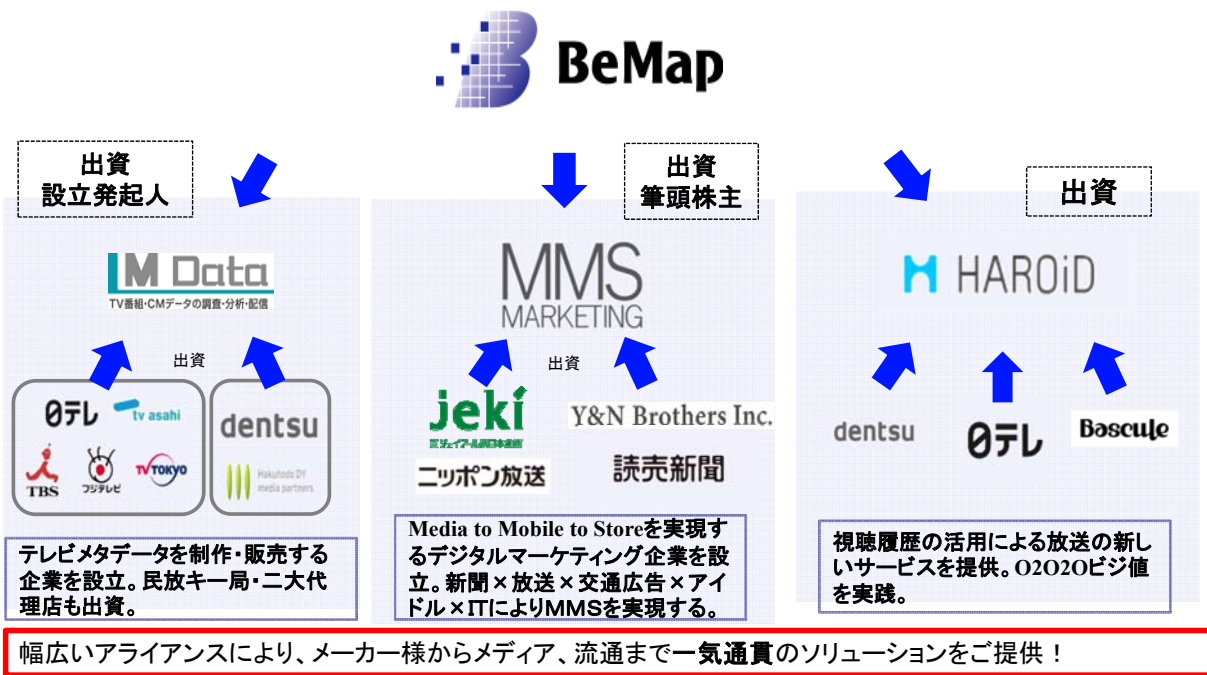 BeMap
出資
設立発起人
出資
筆頭株主
出資
M Data
TV番組・CMデータの調査・分析・配信
MMS
MARKETING
HAROiD
出資
出資
日テレ
tv asahi
TBS
フジテレビ
TV TOKYO
dentsu
Hakuhodo DY
media partners
jeki
Y&N Brothers Inc.
ニッポン放送
読売新聞
dentsu
日テレ
Bascule
テレビメタデータを制作・販売する
企業を設立。民放キー局・二大代
理店も出資。
Media to Mobile to Storeを実現す
るデジタルマーケティング企業を設
立。新聞×放送×交通広告×アイ
ドル×ITによりMMSを実現する。
視聴履歴の活用による放送の新し
いサービスを提供。O2O2Oビジ値
を実践。
幅広いアライアンスにより、メーカー様からメディア、流通まで一気通貫のソリューションをご提供！